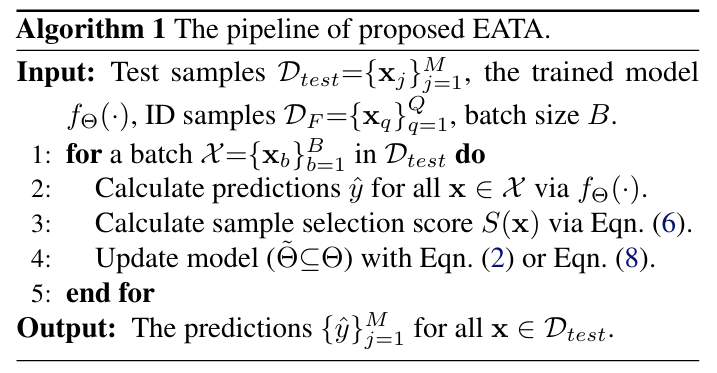 Algorithm 1 The pipeline of proposed EATA.
Input: Test samples $\mathcal{D}_{test}=\{\mathbf{x}_j\}_{j=1}^{M}$, the trained model
$f_\Theta(\cdot)$, ID samples $\mathcal{D}_F=\{\mathbf{x}_q\}_{q=1}^{Q}$, batch size $B$.
1: for a batch $\mathcal{X}=\{\mathbf{x}_b\}_{b=1}^{B}$ in $\mathcal{D}_{test}$ do
2: Calculate predictions $\hat{y}$ for all $\mathbf{x} \in \mathcal{X}$ via $f_\Theta(\cdot)$.
3: Calculate sample selection score $S(\mathbf{x})$ via Eqn. (6).
4: Update model ($\tilde{\Theta} \subseteq \Theta$) with Eqn. (2) or Eqn. (8).
5: end for
Output: The predictions $\{\hat{y}\}_{j=1}^{M}$ for all $\mathbf{x} \in \mathcal{D}_{test}$.